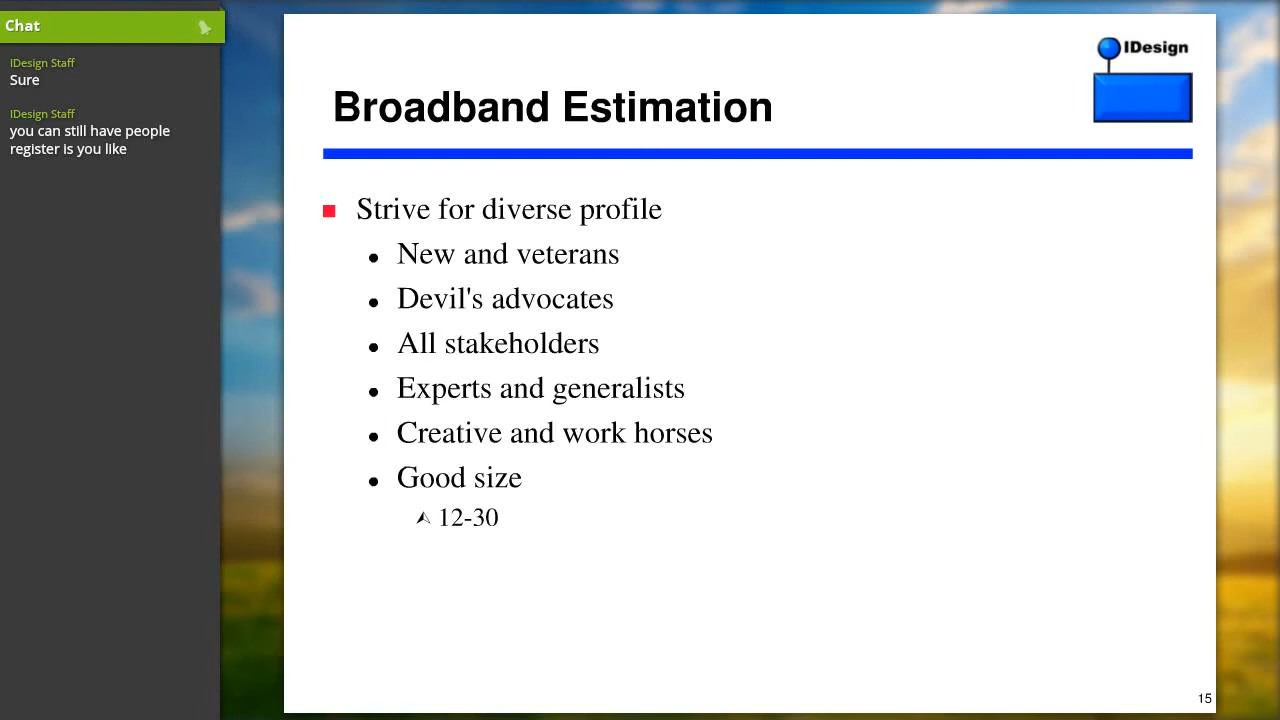 Chat
IDesign Staff
Sure
IDesign Staff
you can still have people
register is you like
IDesign
Broadband Estimation
Strive for diverse profile
New and veterans
Devil's advocates
All stakeholders
Experts and generalists
Creative and work horses
Good size
12-30
15